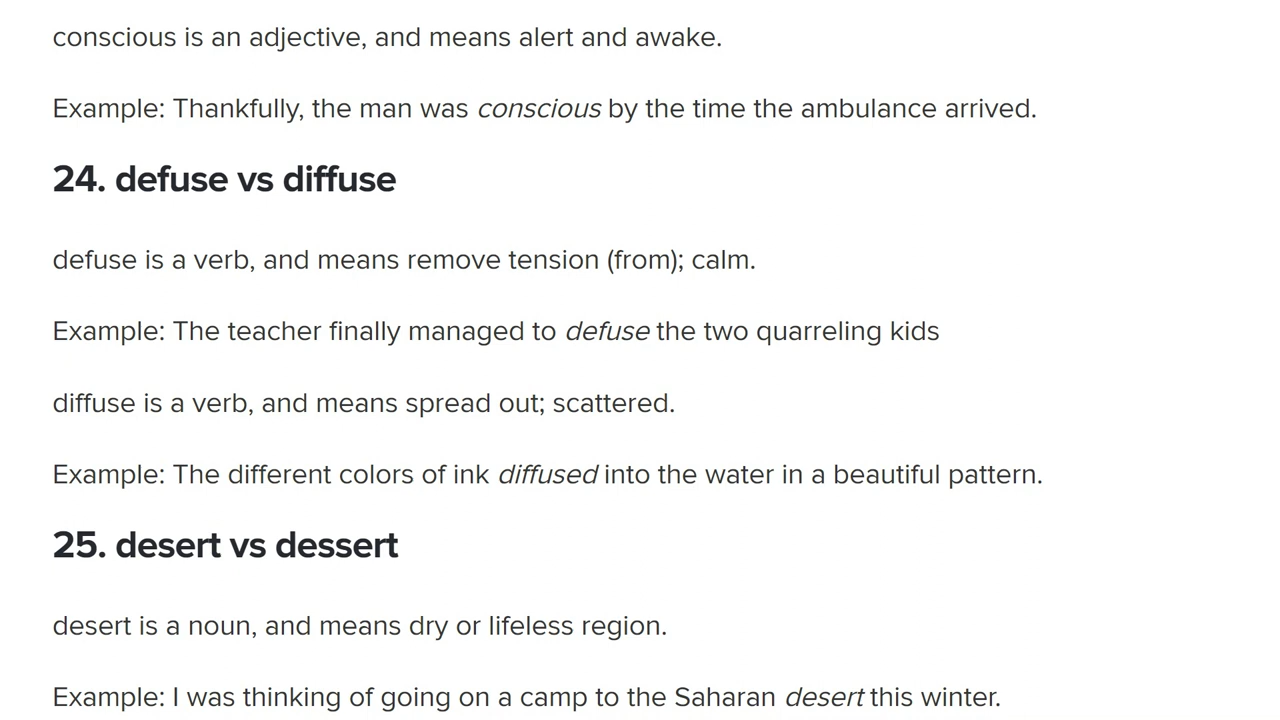 conscious is an adjective, and means alert and awake.
Example: Thankfully, the man was conscious by the time the ambulance arrived.
24. defuse vs diffuse
defuse is a verb, and means remove tension (from); calm.
Example: The teacher finally managed to defuse the two quarreling kids
diffuse is a verb, and means spread out; scattered.
Example: The different colors of ink diffused into the water in a beautiful pattern.
25. desert vs dessert
desert is a noun, and means dry or lifeless region.
Example: I was thinking of going on a camp to the Saharan desert this winter.